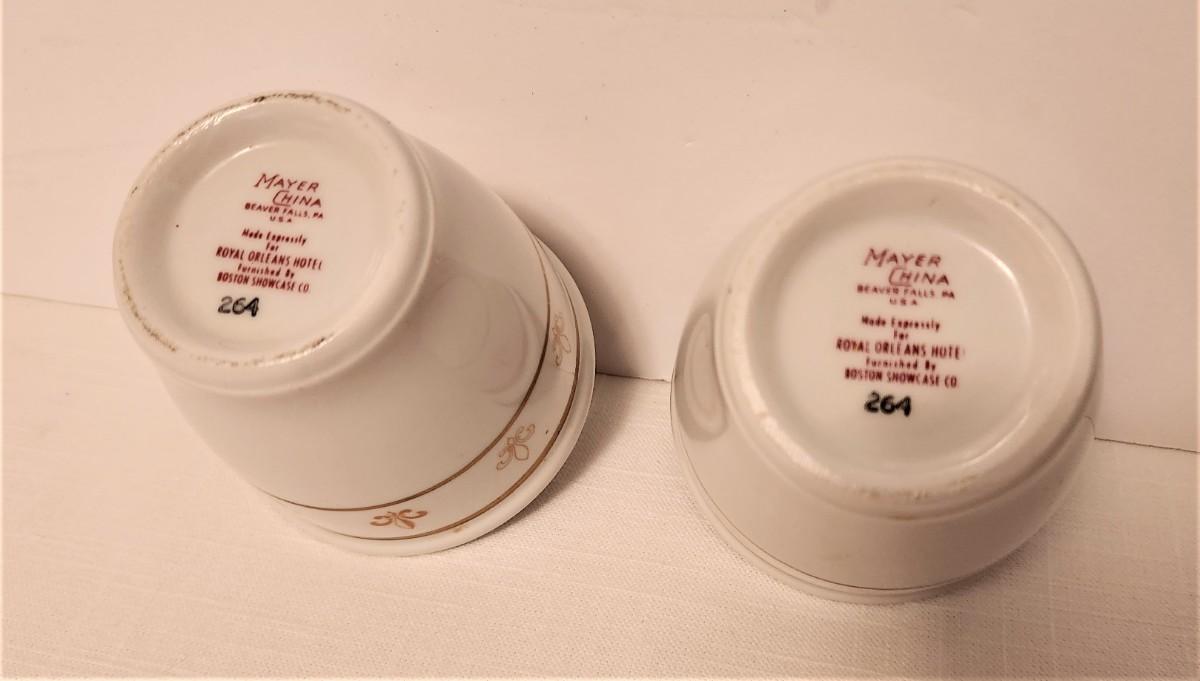 MAYER
CHINA
BEAVER FALLS, PA
U.S.A
Made Expressly
For
ROYAL ORLEANS HOTEL
Furnished By
BOSTON SHOWCASE CO.
264
MAYER
CHINA
BEAVER FALLS, PA
U.S.A
Made Expressly
For
ROYAL ORLEANS HOTE
Furnished By
BOSTON SHOWCASE CO.
264